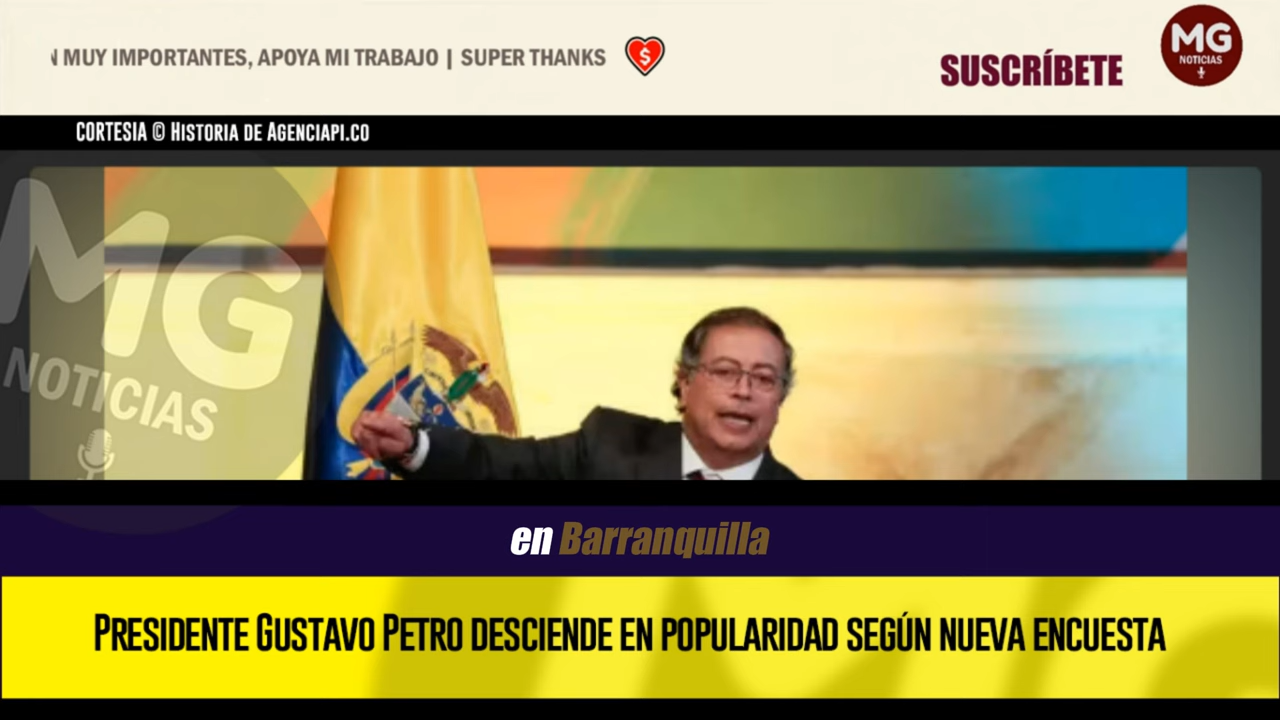 N MUY IMPORTANTES, APOYA MI TRABAJO | SUPER THANKS
$
SUSCRÍBETE
MG
NOTICIAS
CORTESIA © HISTORIA DE AGENCIAPI.CO
MG
NOTICIAS
en Barranquilla
PRESIDENTE GUSTAVO PETRO DESCIENDE EN POPULARIDAD SEGÚN NUEVA ENCUESTA